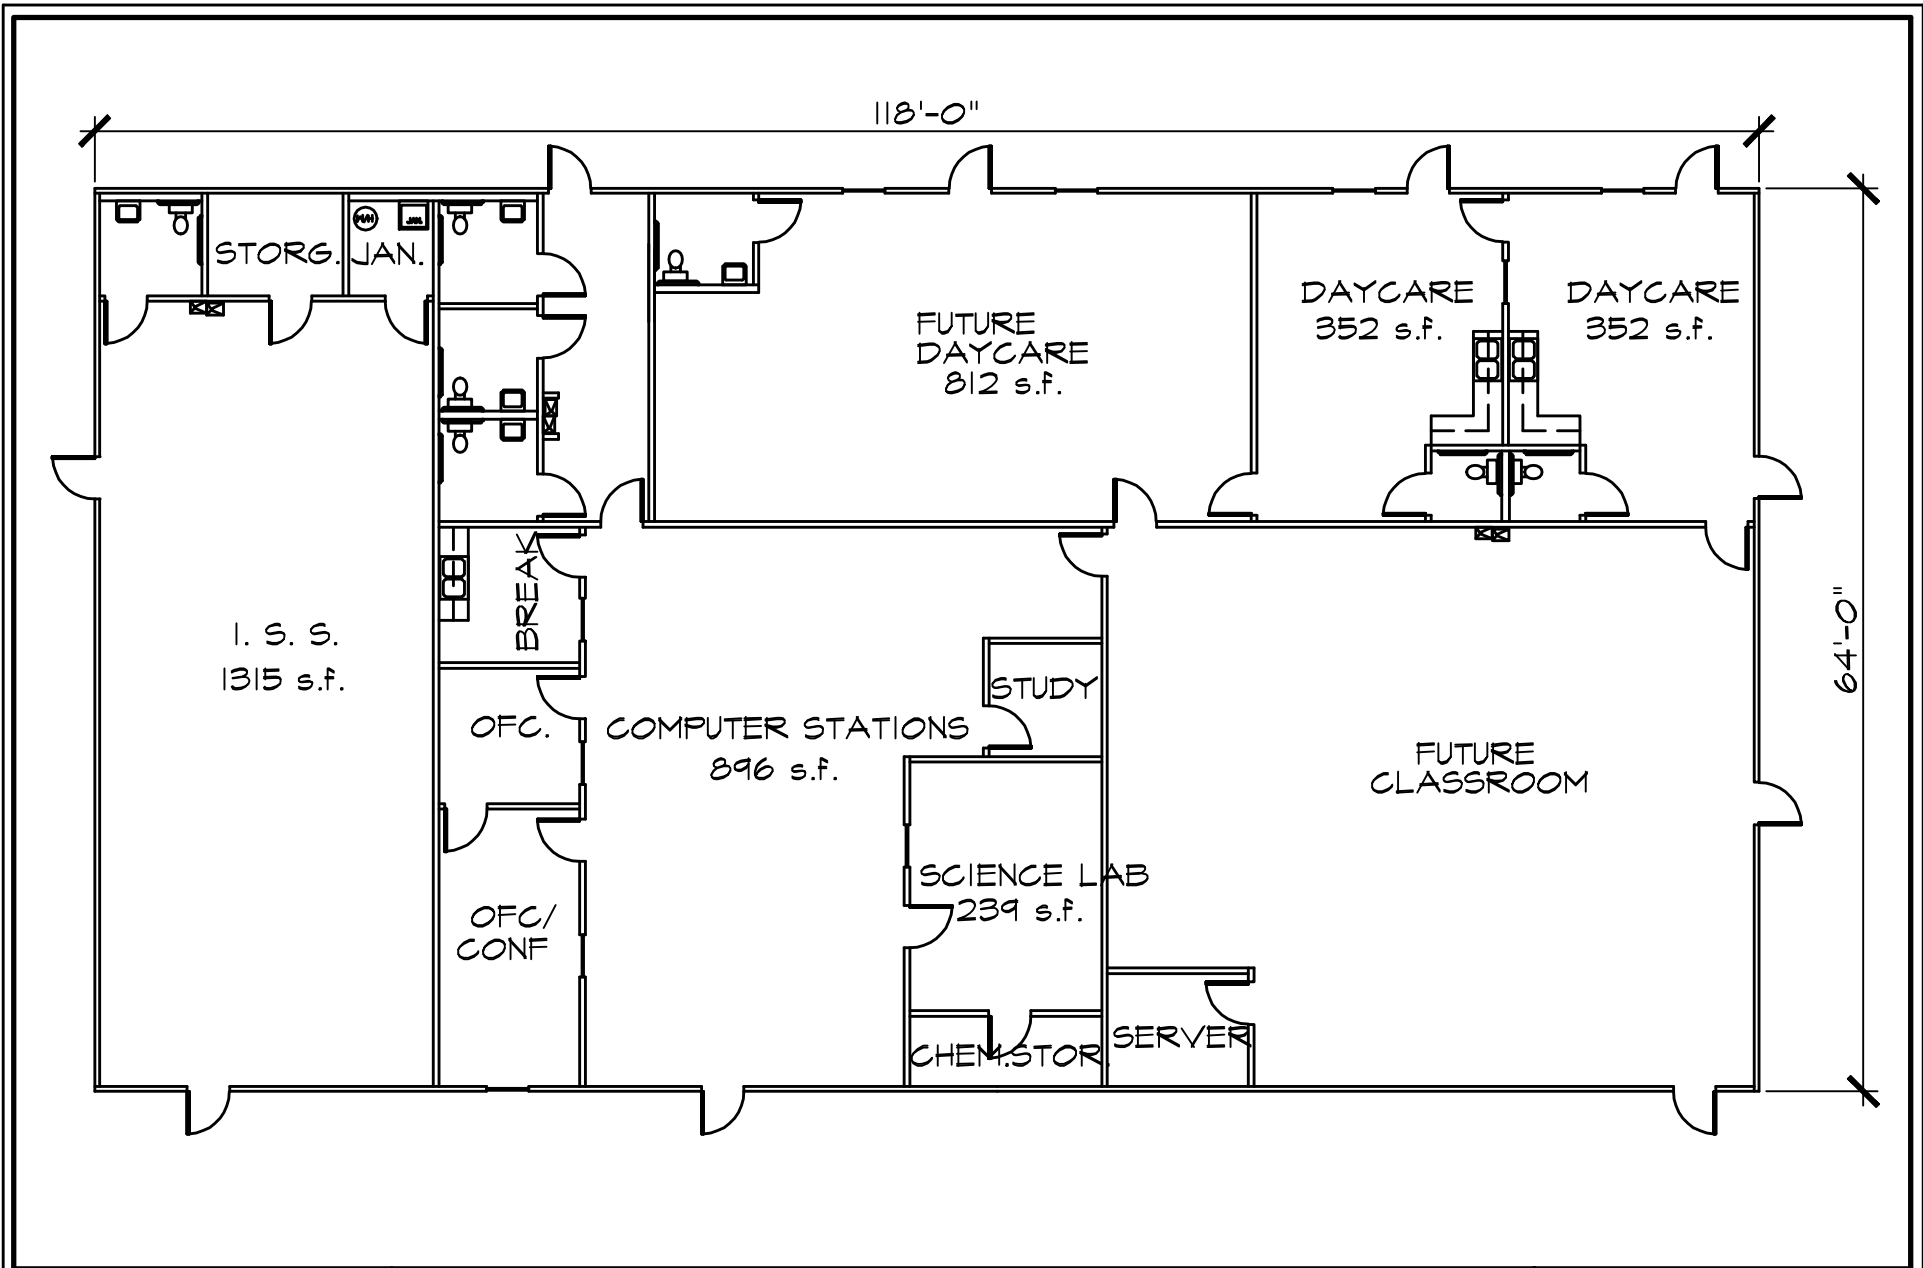 118'-0"
STORG.
JAN.
W/H
JAN.
FUTURE
DAYCARE
812 s.f.
DAYCARE
352 s.f.
DAYCARE
352 s.f.
BREAK
I. S. S.
1315 s.f.
64'-0"
STUDY
OFC.
COMPUTER STATIONS
896 s.f.
FUTURE
CLASSROOM
SCIENCE LAB
239 s.f.
OFC/
CONF
CHEM.STOR.
SERVER